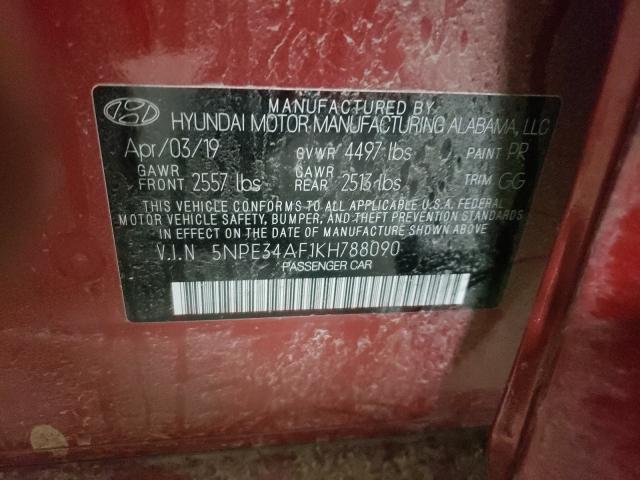 MANUFACTURED BY
HYUNDAI MOTOR MANUFACTURING ALABAMA, LLC
Apr/03/19 GVWR 4497 lbs PAINT PR
GAWR FRONT 2557 lbs GAWR REAR 2513 lbs TRIM GG
THIS VEHICLE CONFORMS TO ALL APPLICABLE U.S.A. FEDERAL
MOTOR VEHICLE SAFETY, BUMPER, AND THEFT PREVENTION STANDARDS
IN EFFECT ON THE DATE OF MANUFACTURE SHOWN ABOVE.
V.I.N 5NPE34AF1KH788090
PASSENGER CAR